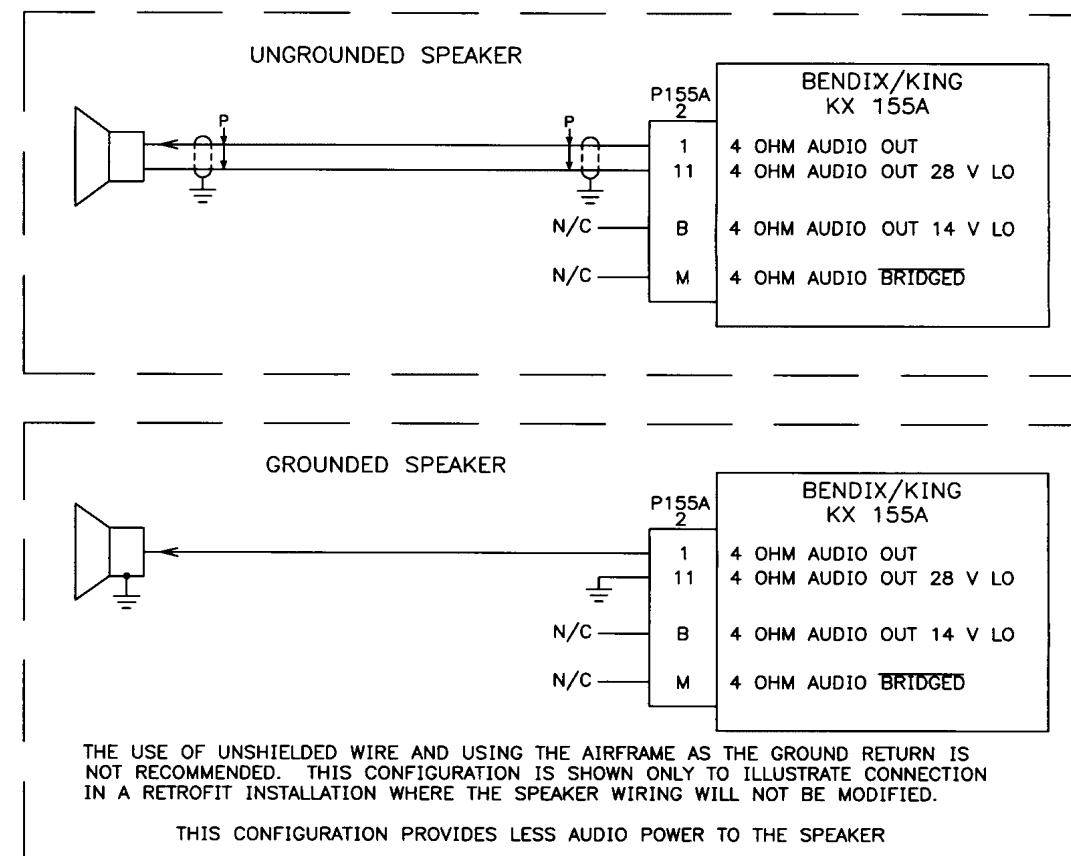 UNGROUNDED SPEAKER
BENDIX/KING
KX 155A
P155A
2
P
P
1 4 OHM AUDIO OUT
11 4 OHM AUDIO OUT 28 V LO
N/C B 4 OHM AUDIO OUT 14 V LO
N/C M 4 OHM AUDIO BRIDGED
GROUNDED SPEAKER
BENDIX/KING
KX 155A
P155A
2
1 4 OHM AUDIO OUT
11 4 OHM AUDIO OUT 28 V LO
N/C B 4 OHM AUDIO OUT 14 V LO
N/C M 4 OHM AUDIO BRIDGED
THE USE OF UNSHIELDED WIRE AND USING THE AIRFRAME AS THE GROUND RETURN IS
NOT RECOMMENDED. THIS CONFIGURATION IS SHOWN ONLY TO ILLUSTRATE CONNECTION
IN A RETROFIT INSTALLATION WHERE THE SPEAKER WIRING WILL NOT BE MODIFIED.
THIS CONFIGURATION PROVIDES LESS AUDIO POWER TO THE SPEAKER